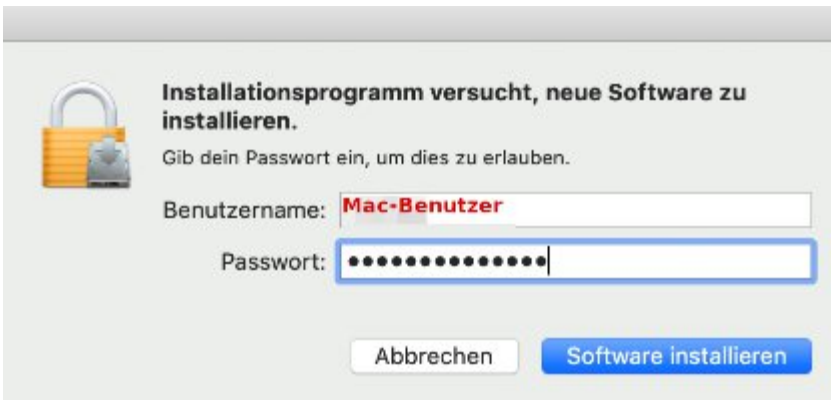 Installationsprogramm versucht, neue Software zu
installieren.
Gib dein Passwort ein, um dies zu erlauben.
Benutzername: Mac-Benutzer
Passwort: ••••••••••••••
Abbrechen Software installieren